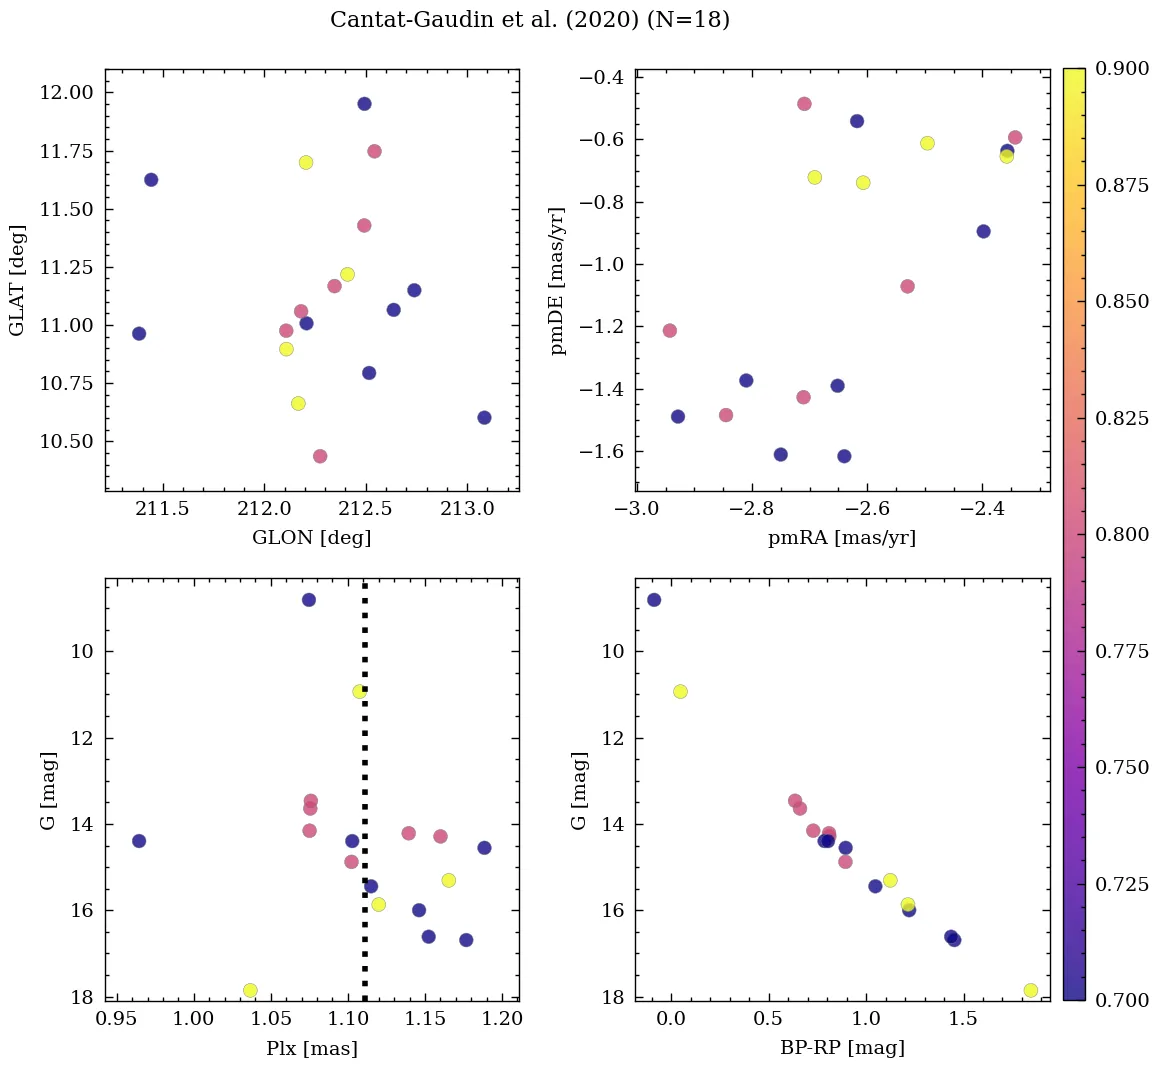 Cantat-Gaudin et al. (2020) (N=18)
12.00
11.75
11.50
11.25
11.00
10.75
10.50
GLAT [deg]
211.5 212.0 212.5 213.0
GLON [deg]
−0.4
−0.6
−0.8
−1.0
−1.2
−1.4
−1.6
pmDE [mas/yr]
−3.0 −2.8 −2.6 −2.4
pmRA [mas/yr]
10
12
14
16
18
G [mag]
0.95 1.00 1.05 1.10 1.15 1.20
Plx [mas]
10
12
14
16
18
G [mag]
0.0 0.5 1.0 1.5
BP-RP [mag]
0.900
0.875
0.850
0.825
0.800
0.775
0.750
0.725
0.700